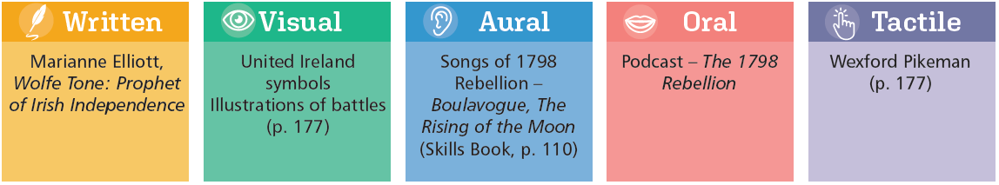 Written
Marianne Elliott,
Wolfe Tone: Prophet
of Irish Independence
Visual
United Ireland
symbols
Illustrations of battles
(p. 177)
Aural
Songs of 1798
Rebellion –
Boulavogue, The
Rising of the Moon
(Skills Book, p. 110)
Oral
Podcast – The 1798
Rebellion
Tactile
Wexford Pikeman
(p. 177)